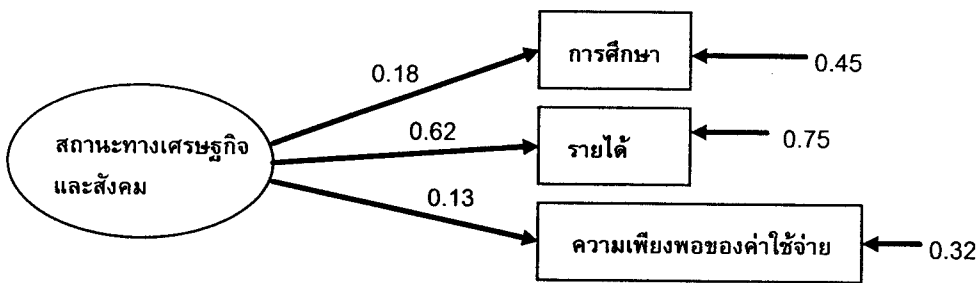 การศึกษา
0.18
0.45
0.62
รายได้
0.75
สถานะทางเศรษฐกิจ
และสังคม
0.13
ความเพียงพอของค่าใช้จ่าย
0.32